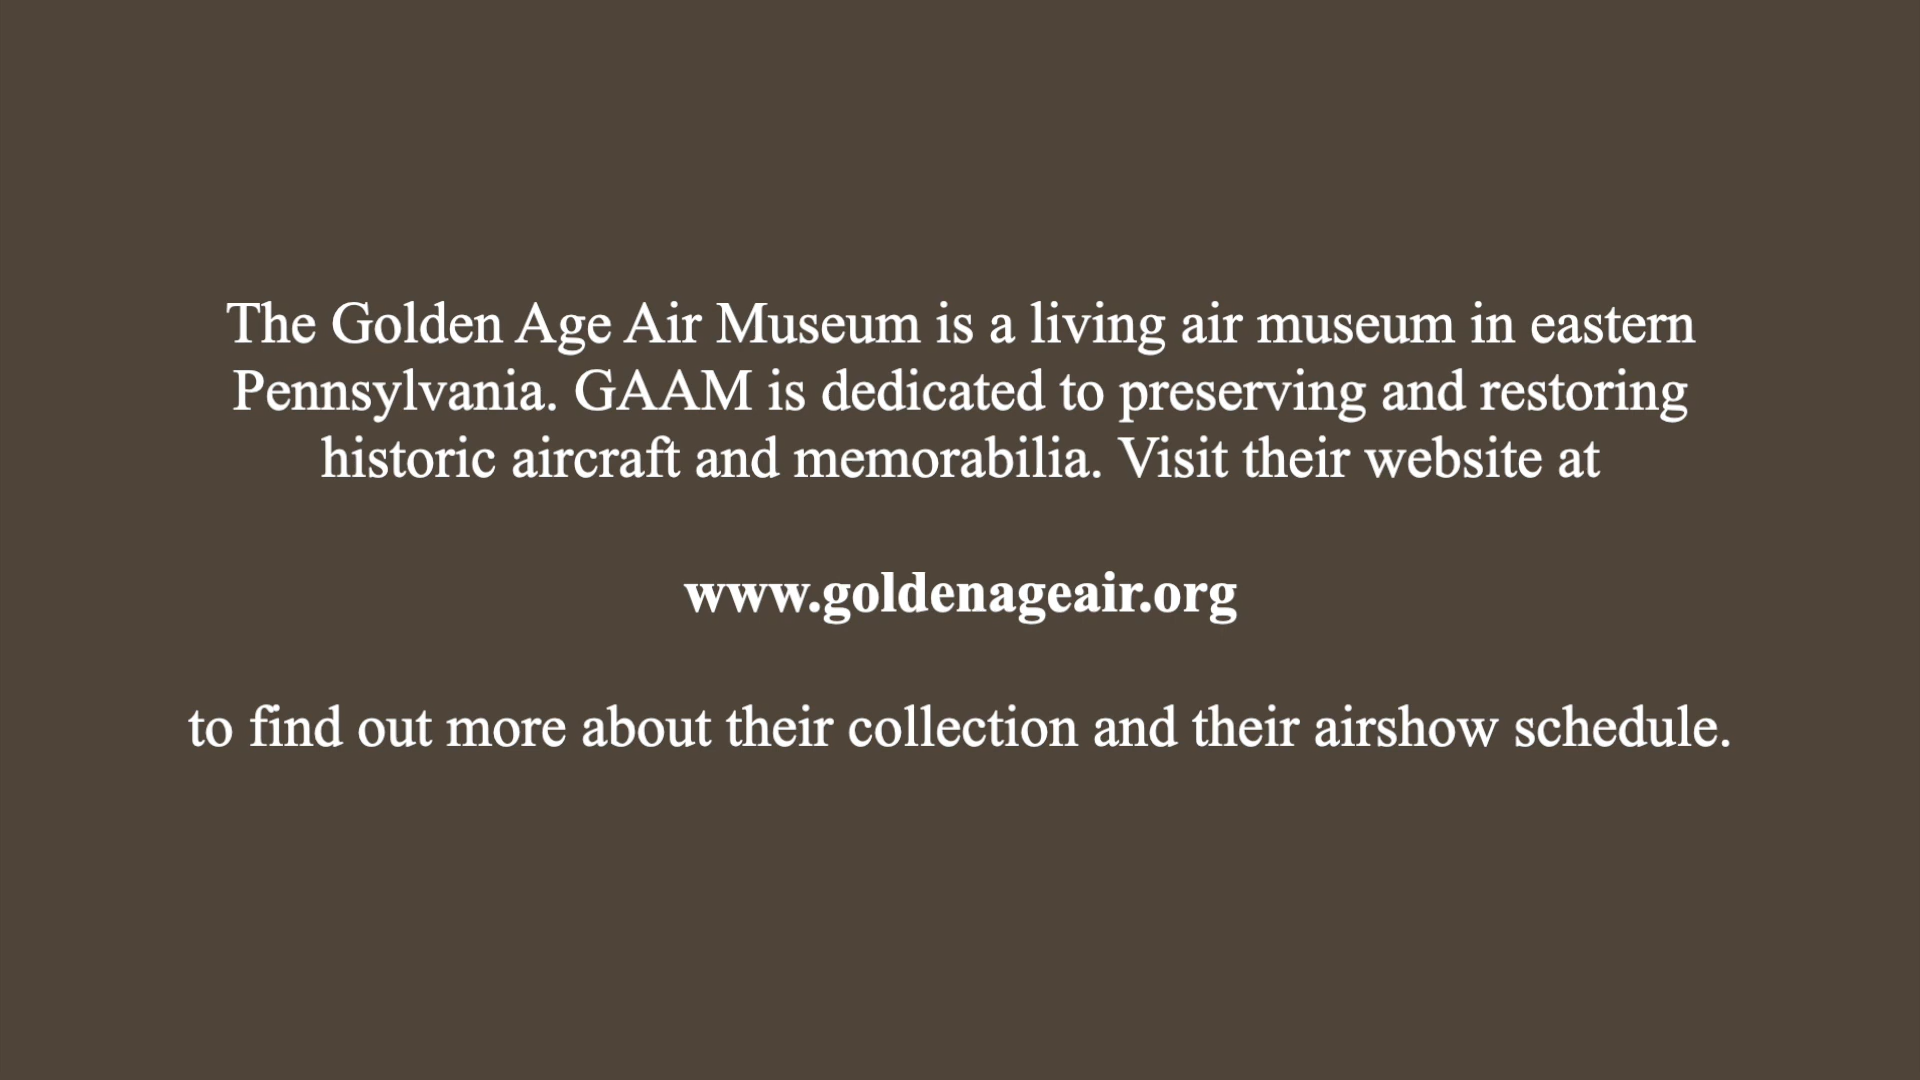 The Golden Age Air Museum is a living air museum in eastern
Pennsylvania. GAAM is dedicated to preserving and restoring
historic aircraft and memorabilia. Visit their website at
www.goldenageair.org
to find out more about their collection and their airshow schedule.